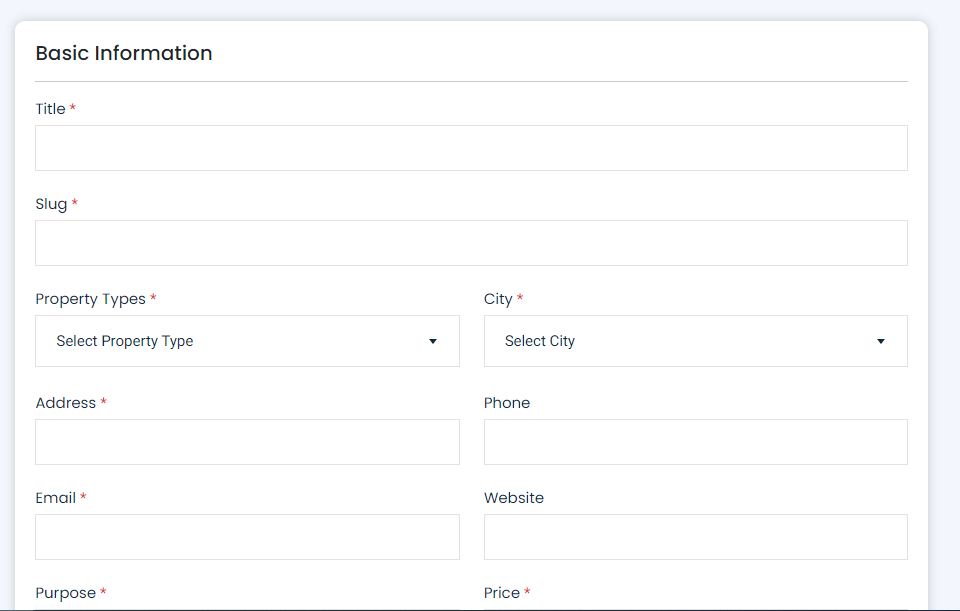 Basic Information
Title *
Slug *
Property Types * City *
Select Property Type Select City
Address * Phone
Email * Website
Purpose * Price *